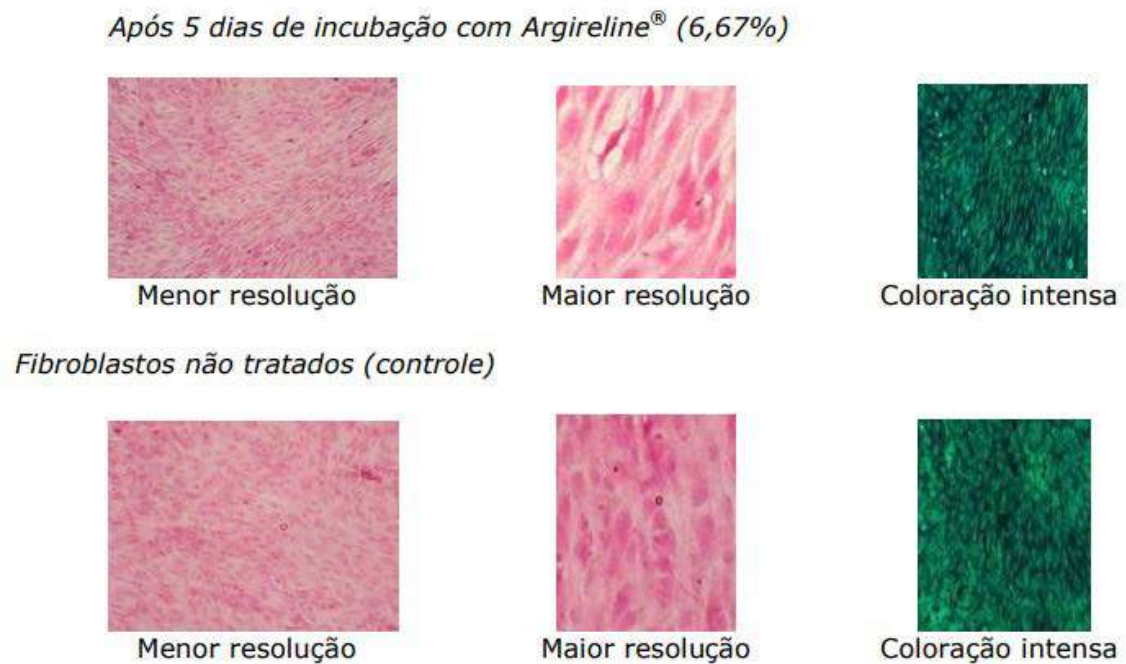 Após 5 dias de incubação com Argireline® (6,67%)
Menor resolução
Maior resolução
Coloração intensa
Fibroblastos não tratados (controle)
Menor resolução
Maior resolução
Coloração intensa